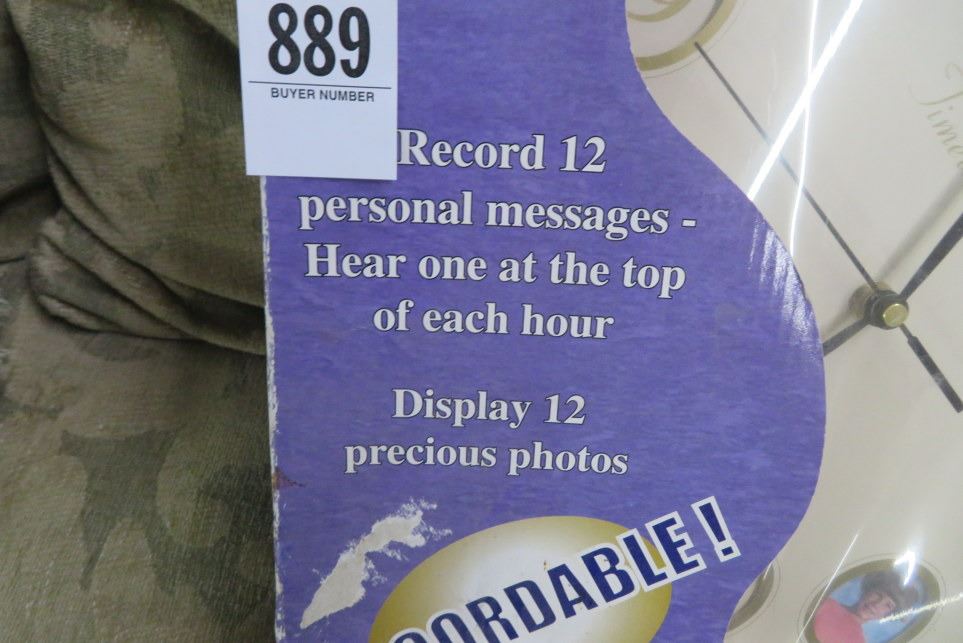 889
BUYER NUMBER
Record 12
personal messages -
Hear one at the top
of each hour
Display 12
precious photos
CORDABLE!